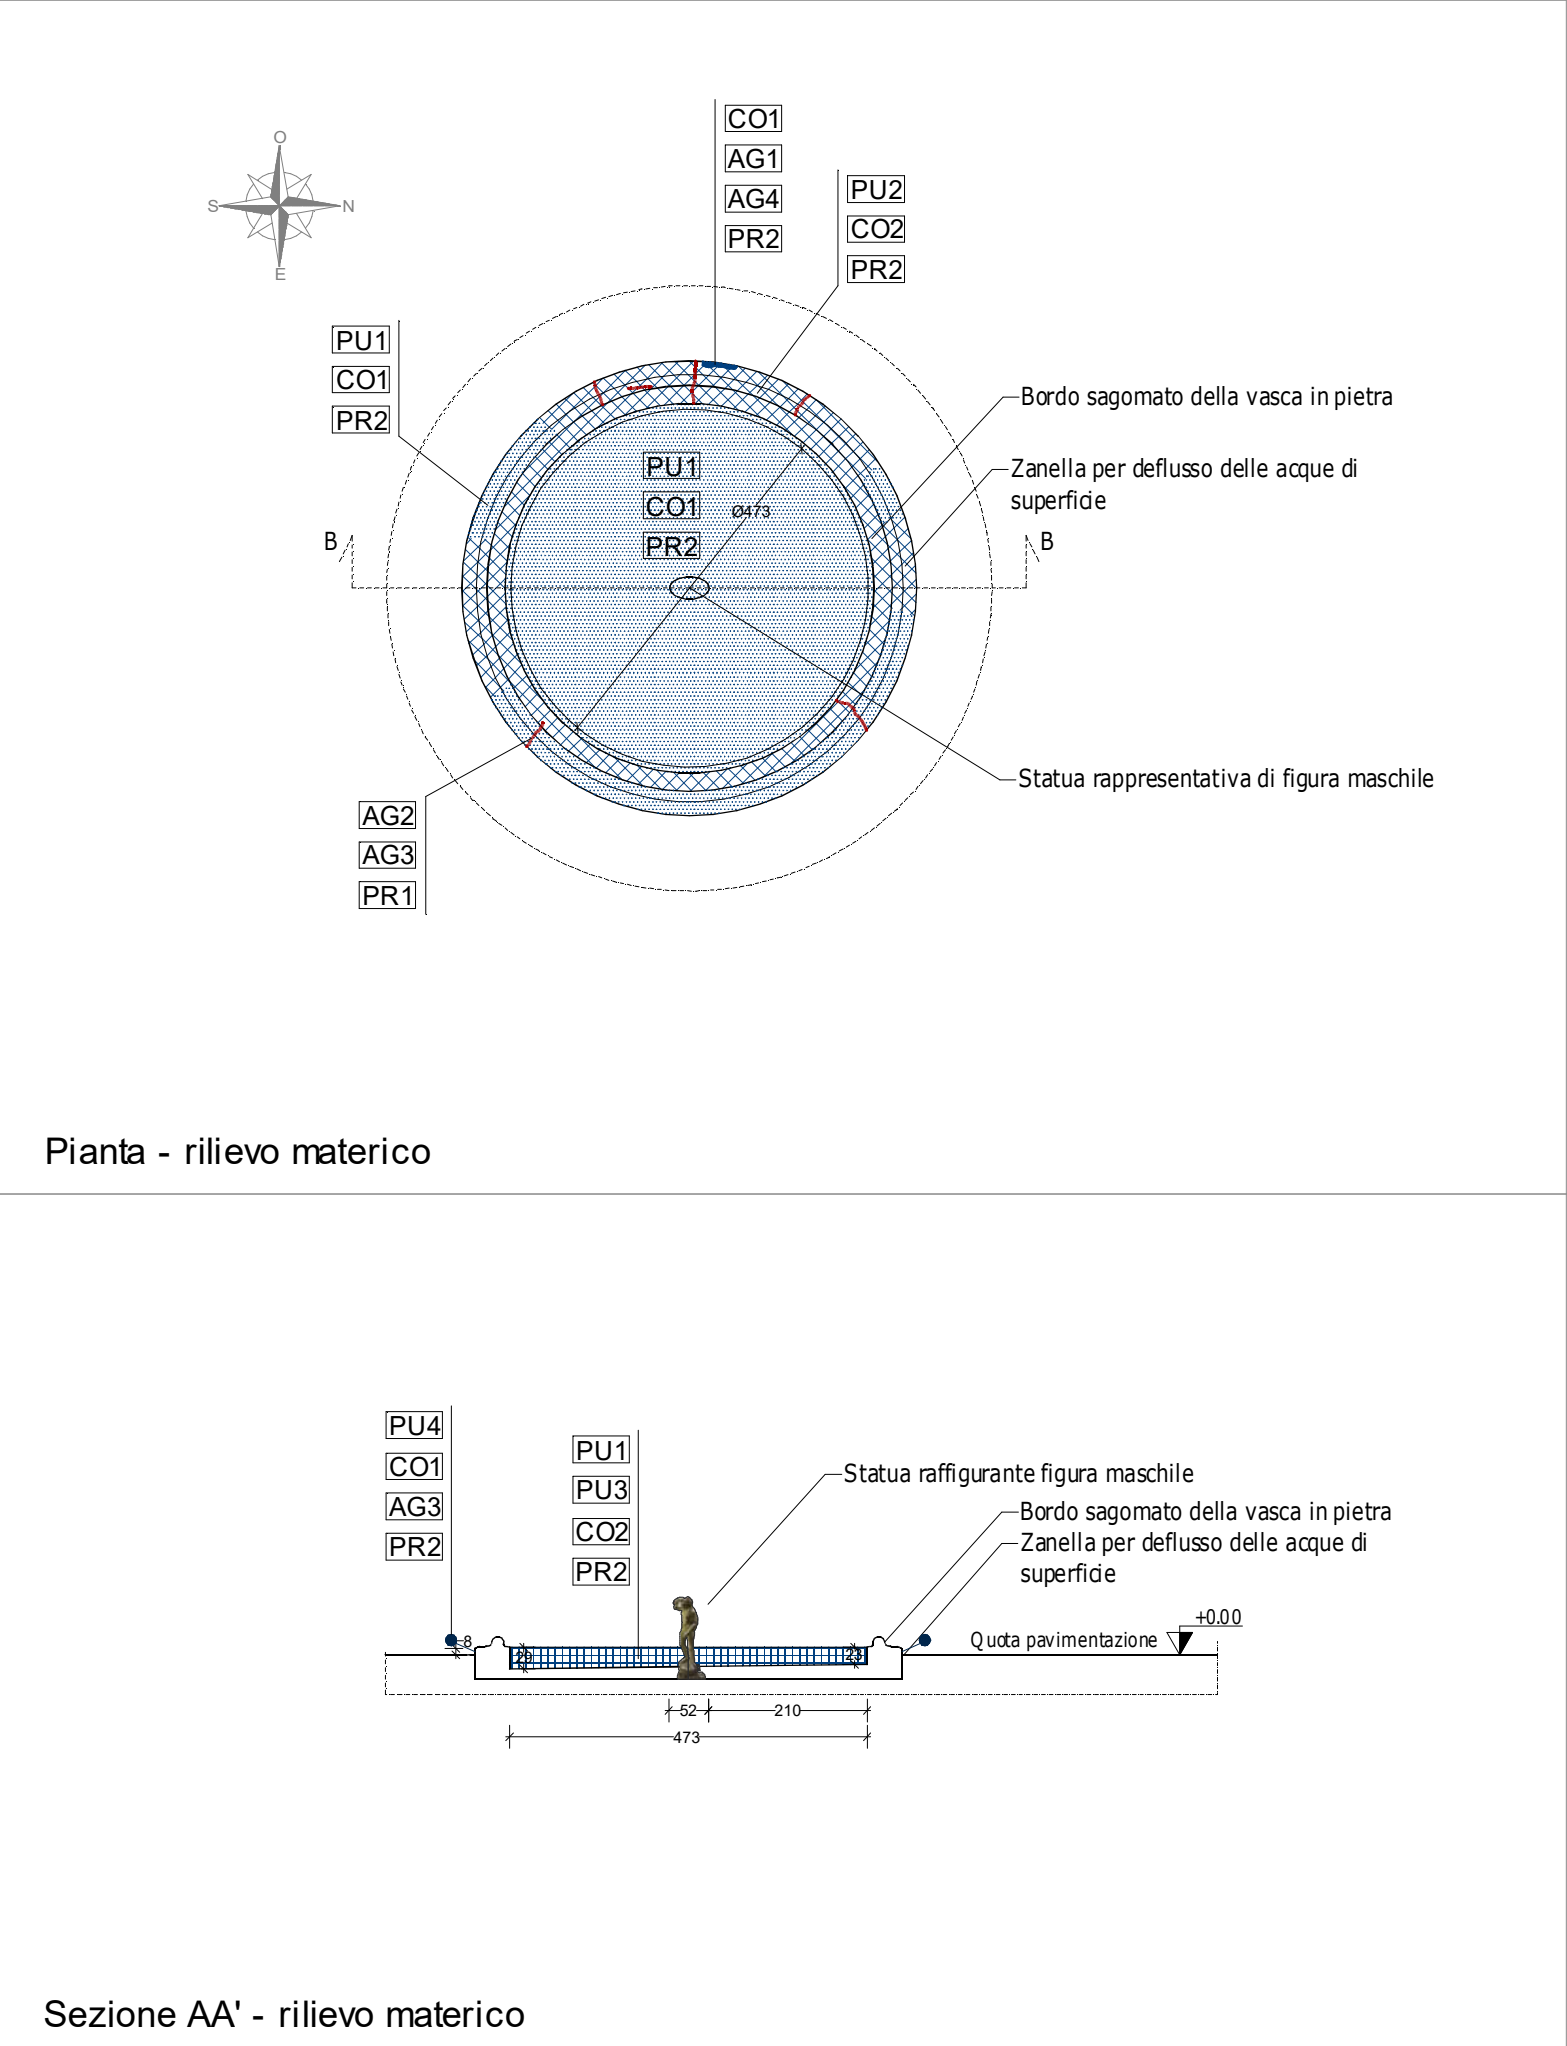 O
S
N
E
CO1
AG1
AG4
PR2
PU2
CO2
PR2
PU1
CO1
PR2
Bordo sagomato della vasca in pietra
Zanella per deflusso delle acque di
superficie
PU1
CO1
PR2
Ø473
B
B
Statua rappresentativa di figura maschile
AG2
AG3
PR1
Pianta - rilievo materico
PU4
CO1
AG3
PR2
PU1
PU3
CO2
PR2
Statua raffigurante figura maschile
Bordo sagomato della vasca in pietra
Zanella per deflusso delle acque di
superficie
+0.00
Quota pavimentazione
8
29
23
52
210
473
Sezione AA' - rilievo materico